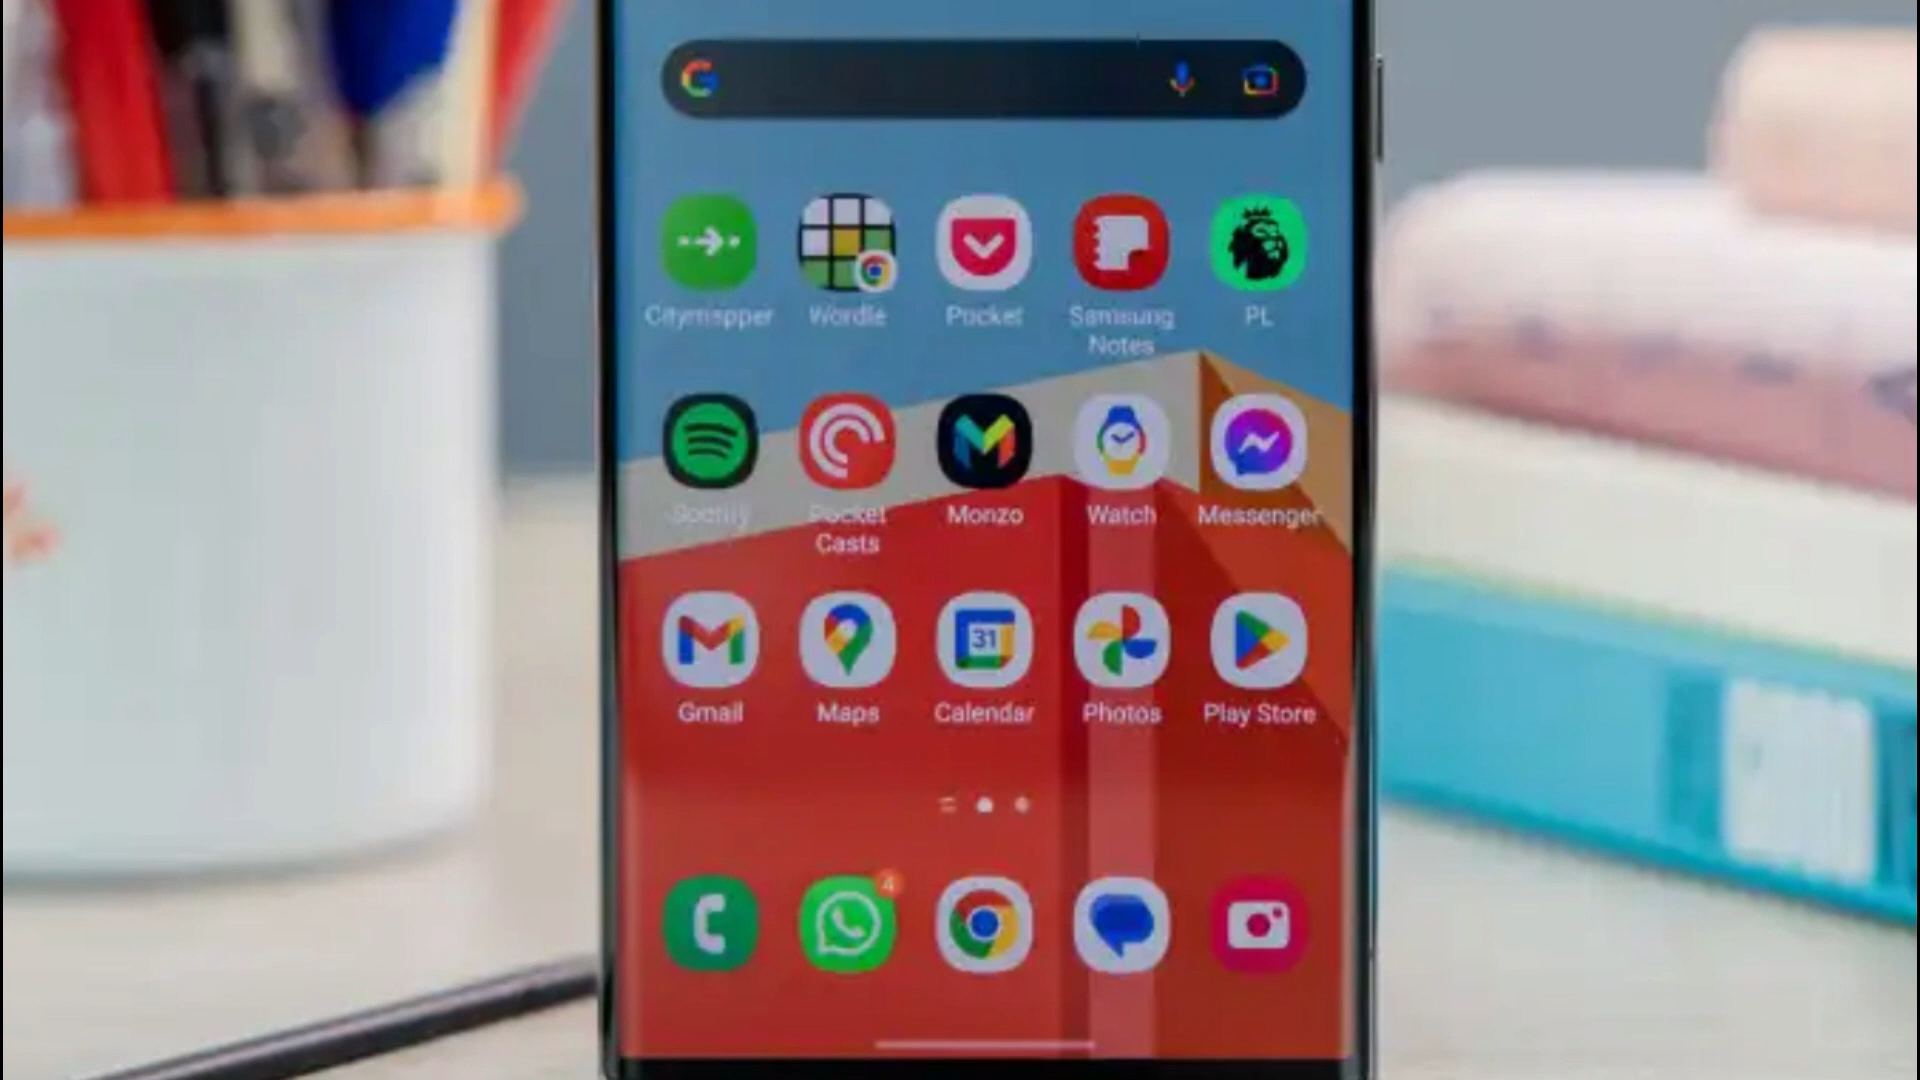 Citymapper Wordle Pocket Samsung Notes PL
Spotify Pocket Casts Monzo Watch Messenger
31
Gmail Maps Calendar Photos Play Store
4